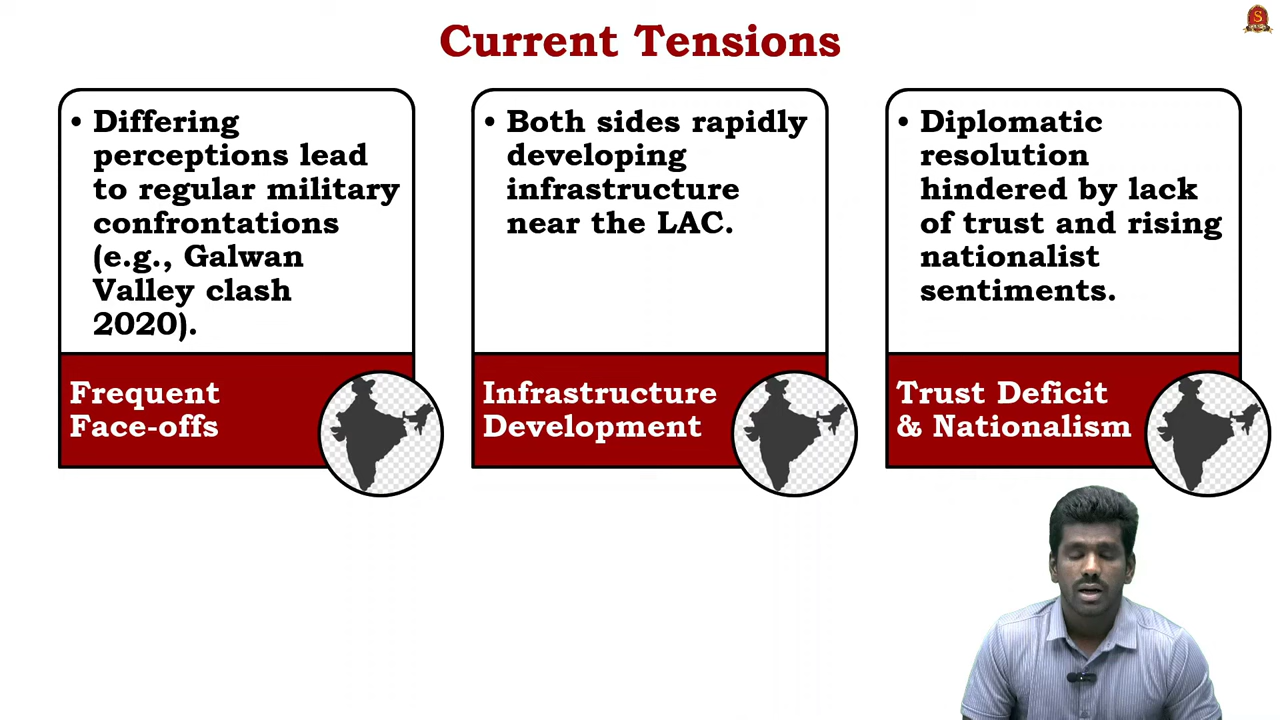 Current Tensions
• Differing
perceptions lead
to regular military
confrontations
(e.g., Galwan
Valley clash
2020).
Frequent
Face-offs
• Both sides rapidly
developing
infrastructure
near the LAC.
Infrastructure
Development
• Diplomatic
resolution
hindered by lack
of trust and rising
nationalist
sentiments.
Trust Deficit
& Nationalism
S